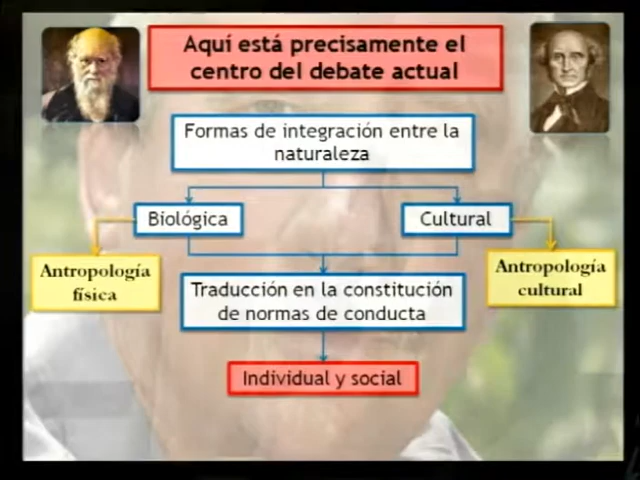 Aquí está precisamente el
centro del debate actual
Formas de integración entre la
naturaleza
Biológica
Cultural
Antropología
física
Antropología
cultural
Traducción en la constitución
de normas de conducta
Individual y social